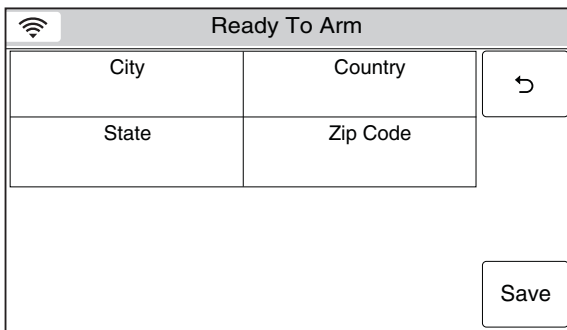 Ready To Arm
City
Country
State
Zip Code
Save